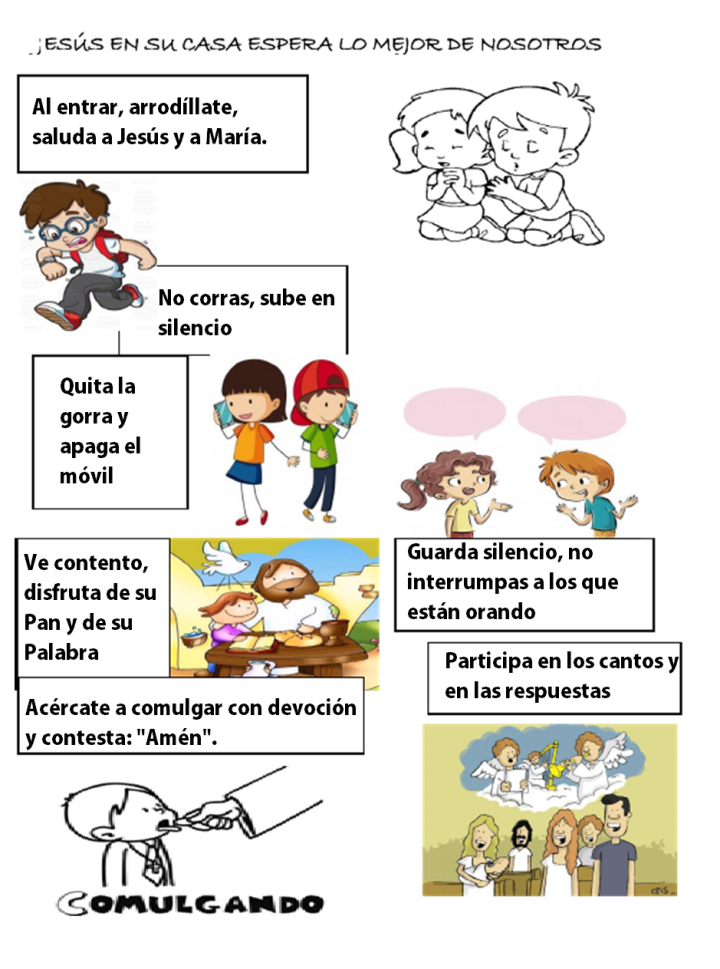 JESÚS EN SU CASA ESPERA LO MEJOR DE NOSOTROS
Al entrar, arrodíllate,
saluda a Jesús y a María.
No corras, sube en
silencio
Quita la
gorra y
apaga el
móvil
Ve contento,
disfruta de su
Pan y de su
Palabra
Guarda silencio, no
interrumpas a los que
están orando
Participa en los cantos y
en las respuestas
Acércate a comulgar con devoción
y contesta: "Amén".
COMULGANDO